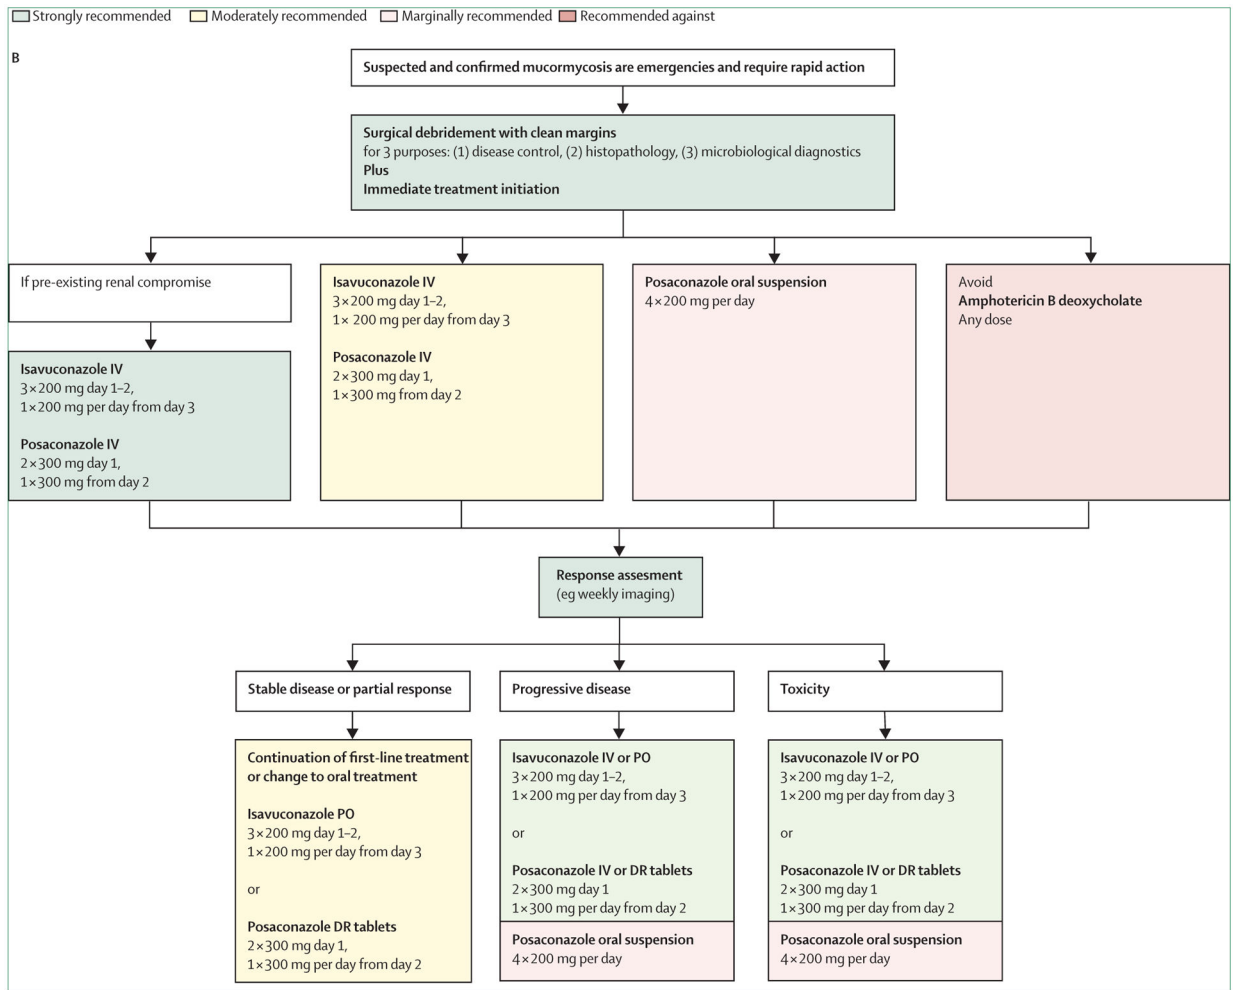 Strongly recommended
Moderately recommended
Marginally recommended
Recommended against
B
Suspected and confirmed mucormycosis are emergencies and require rapid action
Surgical debridement with clean margins
for 3 purposes: (1) disease control, (2) histopathology, (3) microbiological diagnostics
Plus
Immediate treatment initiation
If pre-existing renal compromise
Isavuconazole IV
3×200 mg day 1–2,
1×200 mg per day from day 3
Posaconazole IV
2×300 mg day 1,
1×300 mg from day 2
Isavuconazole IV
3×200 mg day 1–2,
1× 200 mg per day from day 3
Posaconazole IV
2×300 mg day 1,
1×300 mg from day 2
Posaconazole oral suspension
4×200 mg per day
Avoid
Amphotericin B deoxycholate
Any dose
Response assesment
(eg weekly imaging)
Stable disease or partial response
Continuation of first-line treatment
or change to oral treatment
Isavuconazole PO
3×200 mg day 1–2,
1×200 mg per day from day 3
or
Posaconazole DR tablets
2×300 mg day 1,
1×300 mg per day from day 2
Progressive disease
Isavuconazole IV or PO
3×200 mg day 1–2,
1×200 mg per day from day 3
or
Posaconazole IV or DR tablets
2×300 mg day 1
1×300 mg per day from day 2
Posaconazole oral suspension
4×200 mg per day
Toxicity
Isavuconazole IV or PO
3×200 mg day 1–2,
1×200 mg per day from day 3
or
Posaconazole IV or DR tablets
2×300 mg day 1
1×300 mg per day from day 2
Posaconazole oral suspension
4×200 mg per day